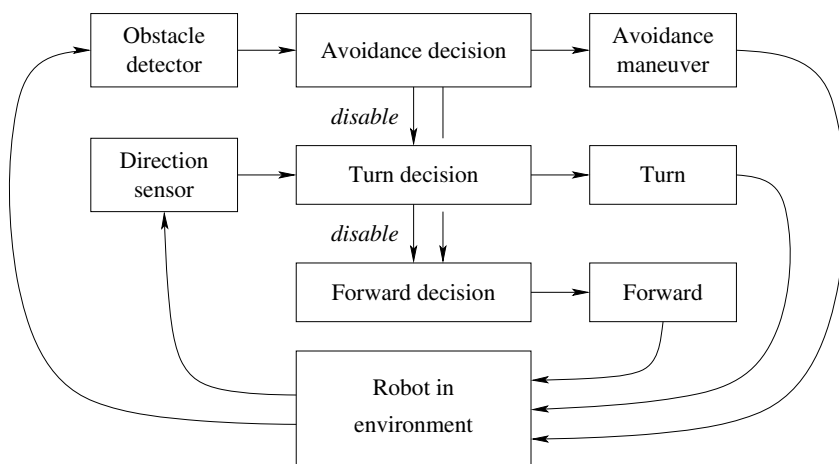 Obstacle
detector
Avoidance decision
Avoidance
maneuver
disable
Direction
sensor
Turn decision
Turn
disable
Forward decision
Forward
Robot in
environment